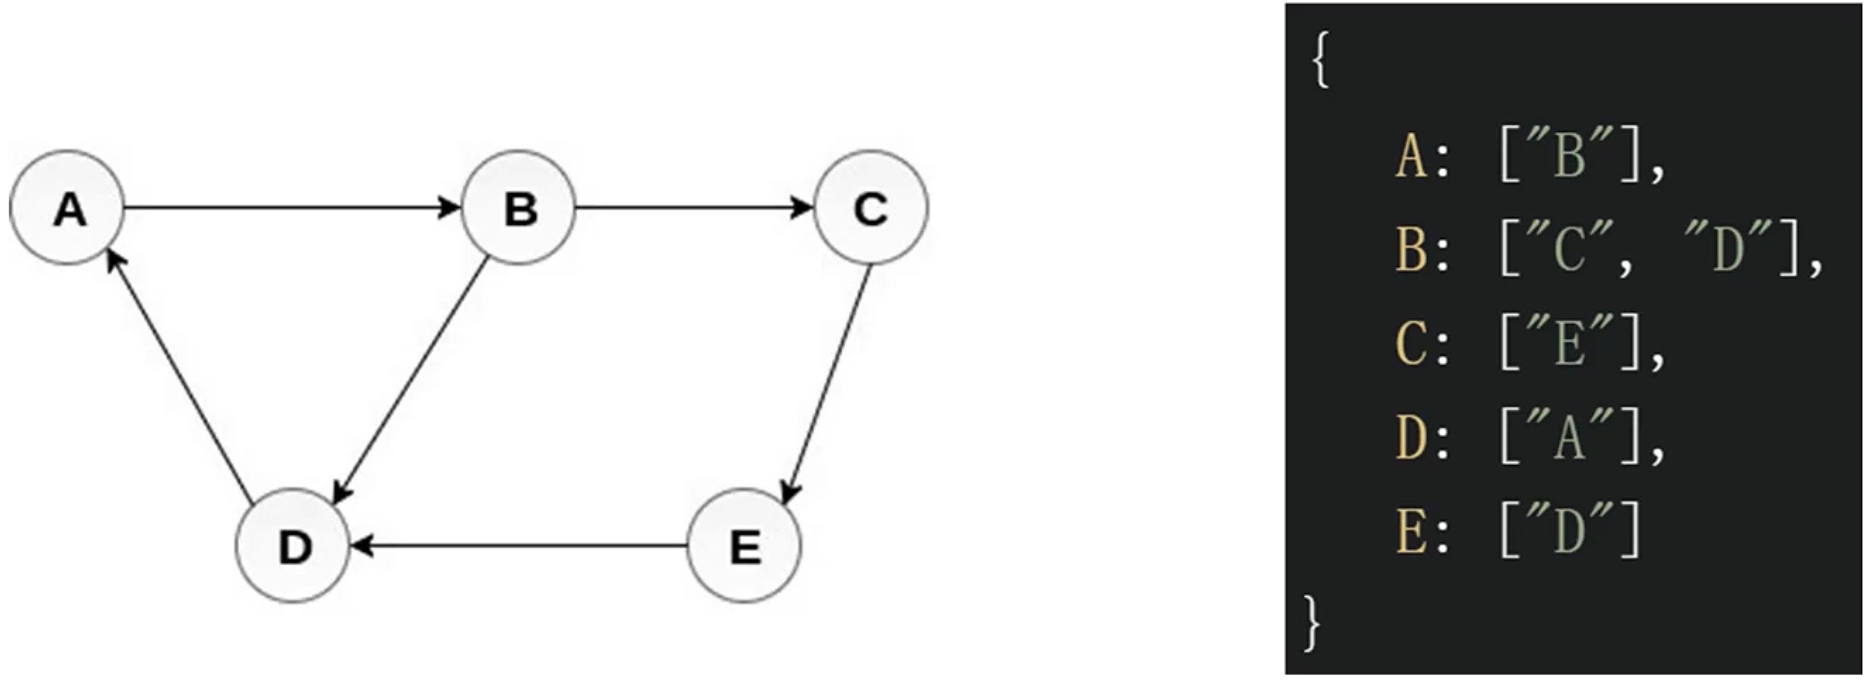 A B C
D E
{
A: ["B"],
B: ["C", "D"],
C: ["E"],
D: ["A"],
E: ["D"]
}